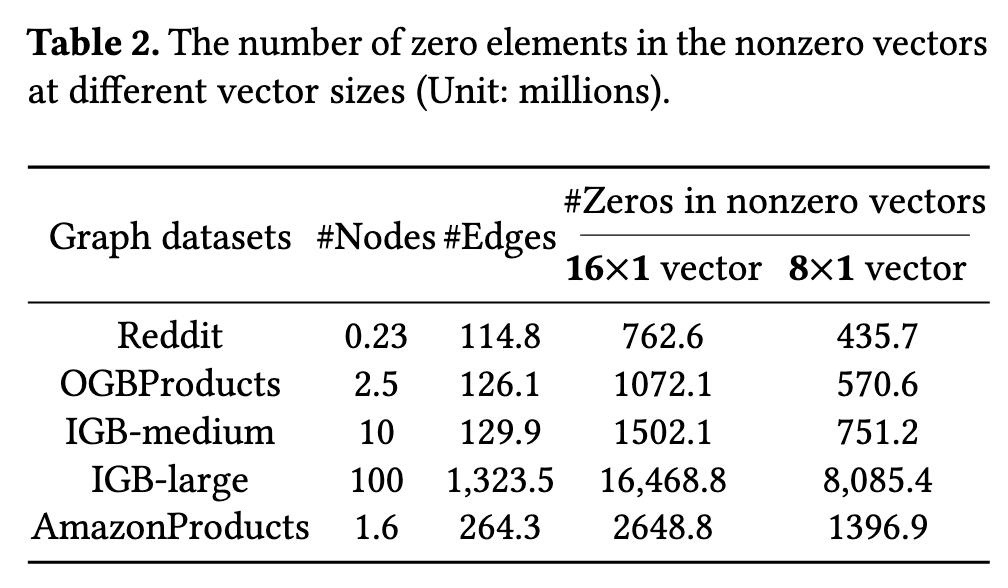 Table 2. The number of zero elements in the nonzero vectors
at different vector sizes (Unit: millions).
Graph datasets #Nodes #Edges #Zeros in nonzero vectors
16×1 vector 8×1 vector
Reddit 0.23 114.8 762.6 435.7
OGBProducts 2.5 126.1 1072.1 570.6
IGB-medium 10 129.9 1502.1 751.2
IGB-large 100 1,323.5 16,468.8 8,085.4
AmazonProducts 1.6 264.3 2648.8 1396.9